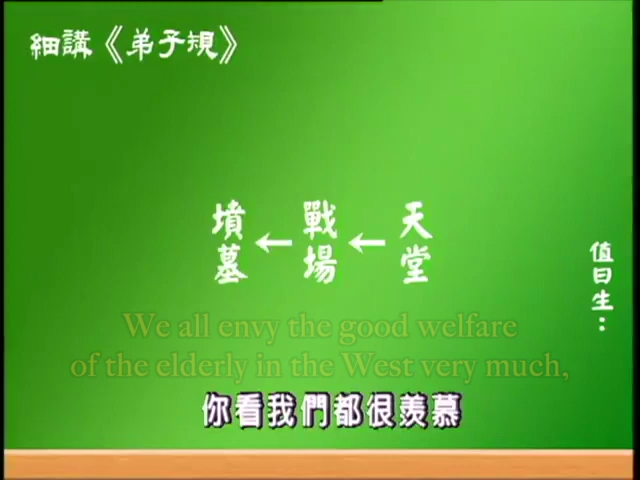 細講《弟子規》
天堂←戰場←墳墓
值日生：
We all envy the good welfare
of the elderly in the West very much,
你看我們都很羨慕